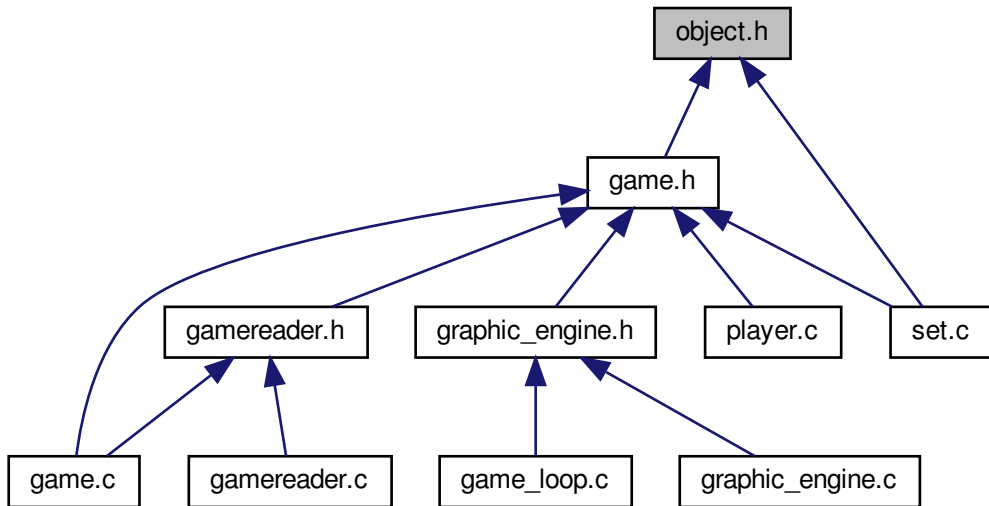 object.h
game.h
gamereader.h
graphic_engine.h
player.c
set.c
game.c
gamereader.c
game_loop.c
graphic_engine.c